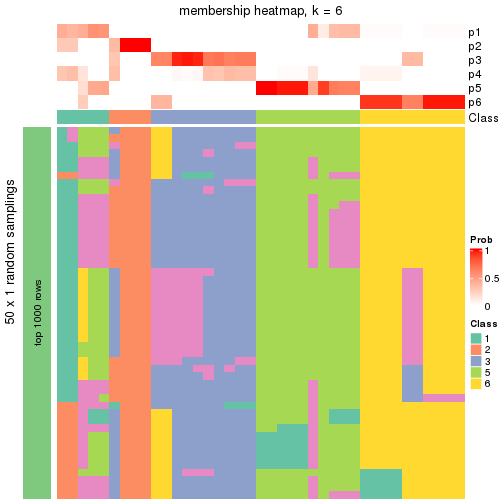 membership heatmap, k = 6
p1
p2
p3
p4
p5
p6
Class
50 x 1 random samplings
top 1000 rows
Prob
1
0.5
0
Class
1
2
3
5
6